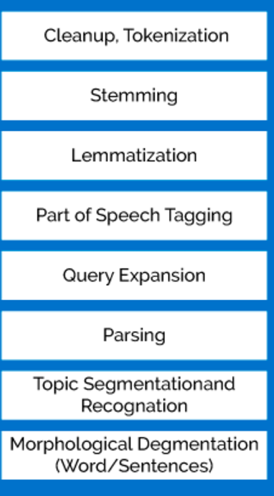 Cleanup, Tokenization
Stemming
Lemmatization
Part of Speech Tagging
Query Expansion
Parsing
Topic Segmentationand
Recognation
Morphological Degmentation
(Word/Sentences)